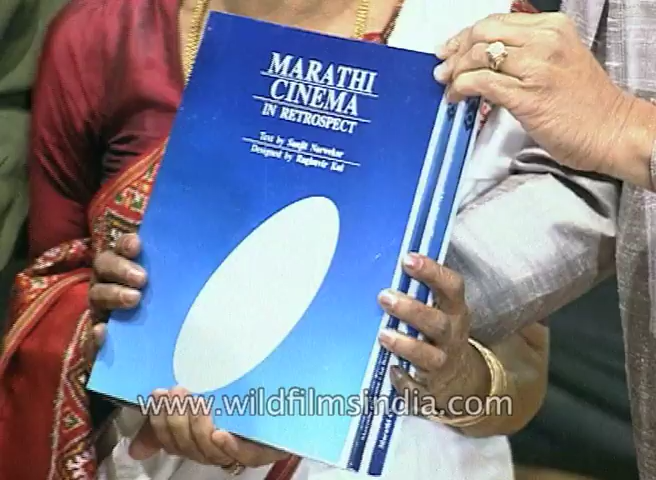 MARATHI
CINEMA
IN RETROSPECT
Text by Sanjit Narwekar
Designed by Raghuvir Kul
www.wildfilmsindia.com